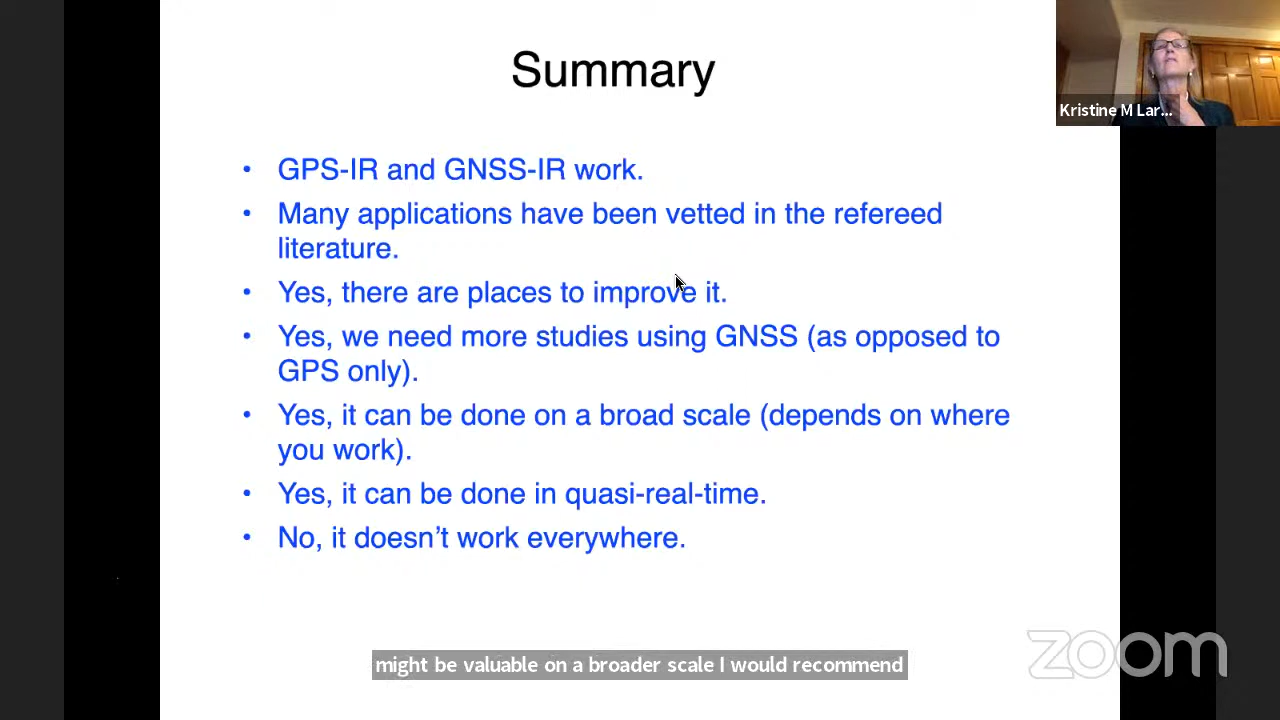 Summary
Kristine M Lar...
• GPS-IR and GNSS-IR work.
• Many applications have been vetted in the refereed
literature.
• Yes, there are places to improve it.
• Yes, we need more studies using GNSS (as opposed to
GPS only).
• Yes, it can be done on a broad scale (depends on where
you work).
• Yes, it can be done in quasi-real-time.
• No, it doesn’t work everywhere.
might be valuable on a broader scale I would recommend
zoom